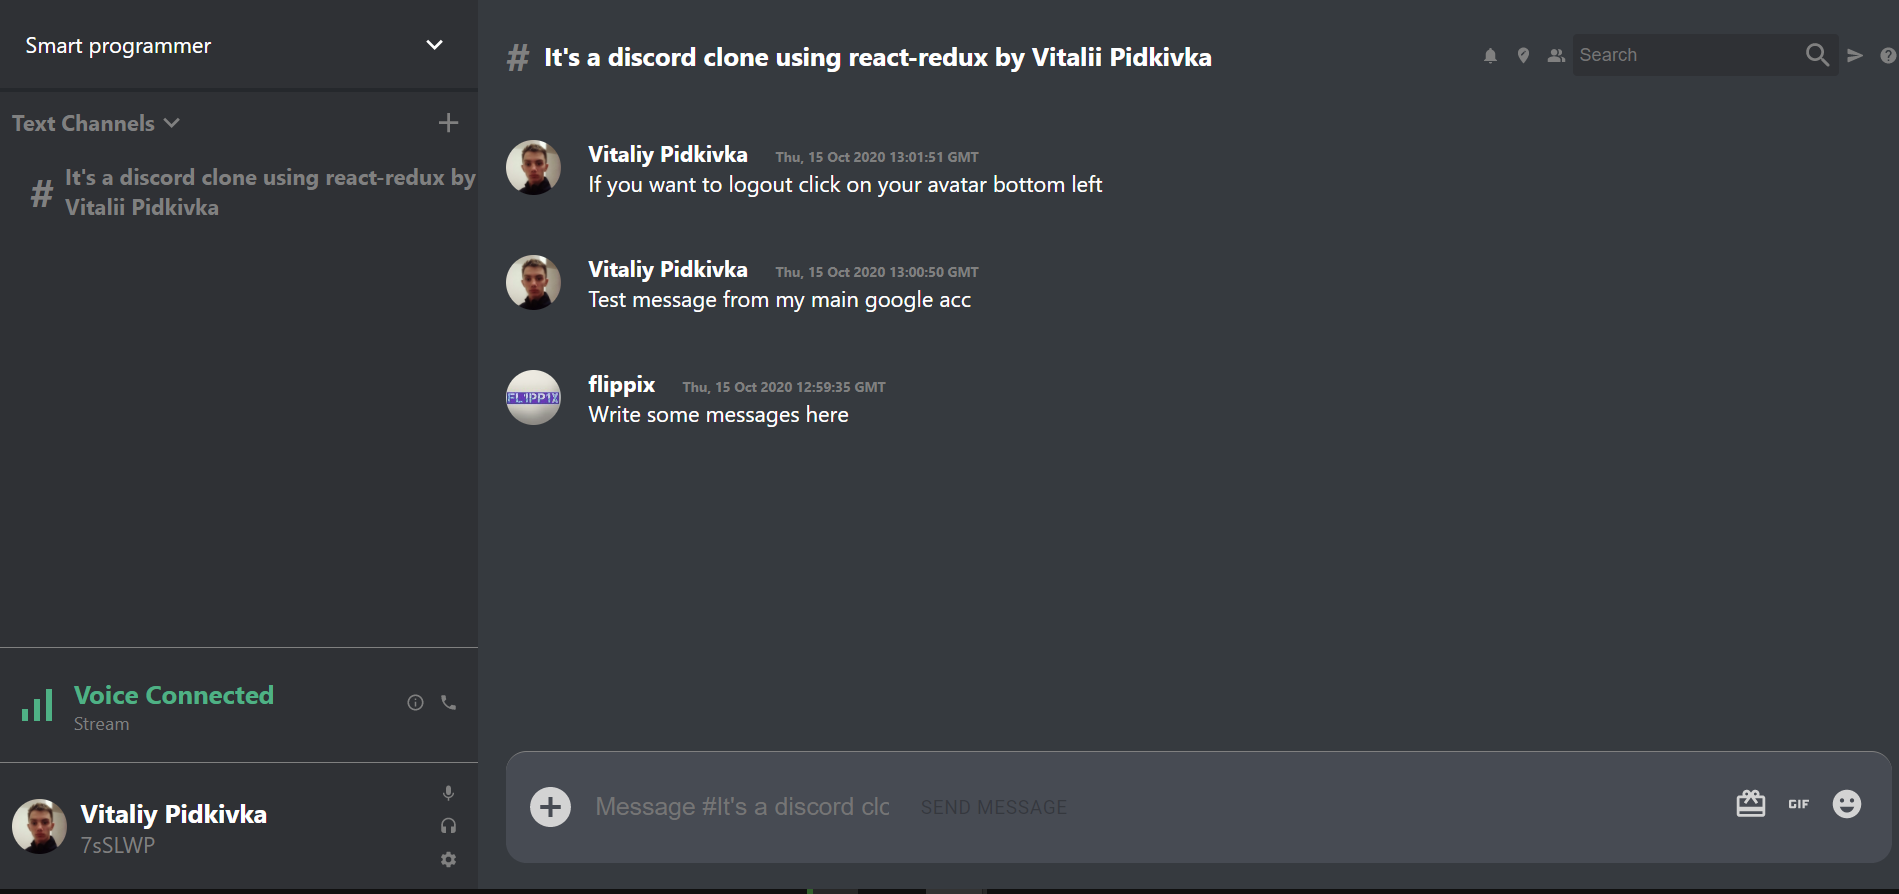 Smart programmer
Text Channels
# It's a discord clone using react-redux by
Vitalii Pidkivka
Voice Connected
Stream
Vitaliy Pidkivka
7sSLWP
# It's a discord clone using react-redux by Vitalii Pidkivka
Search
Vitaliy Pidkivka Thu, 15 Oct 2020 13:01:51 GMT
If you want to logout click on your avatar bottom left
Vitaliy Pidkivka Thu, 15 Oct 2020 13:00:50 GMT
Test message from my main google acc
FL1PP1X
flippix Thu, 15 Oct 2020 12:59:35 GMT
Write some messages here
Message #It's a discord clo SEND MESSAGE
GIF